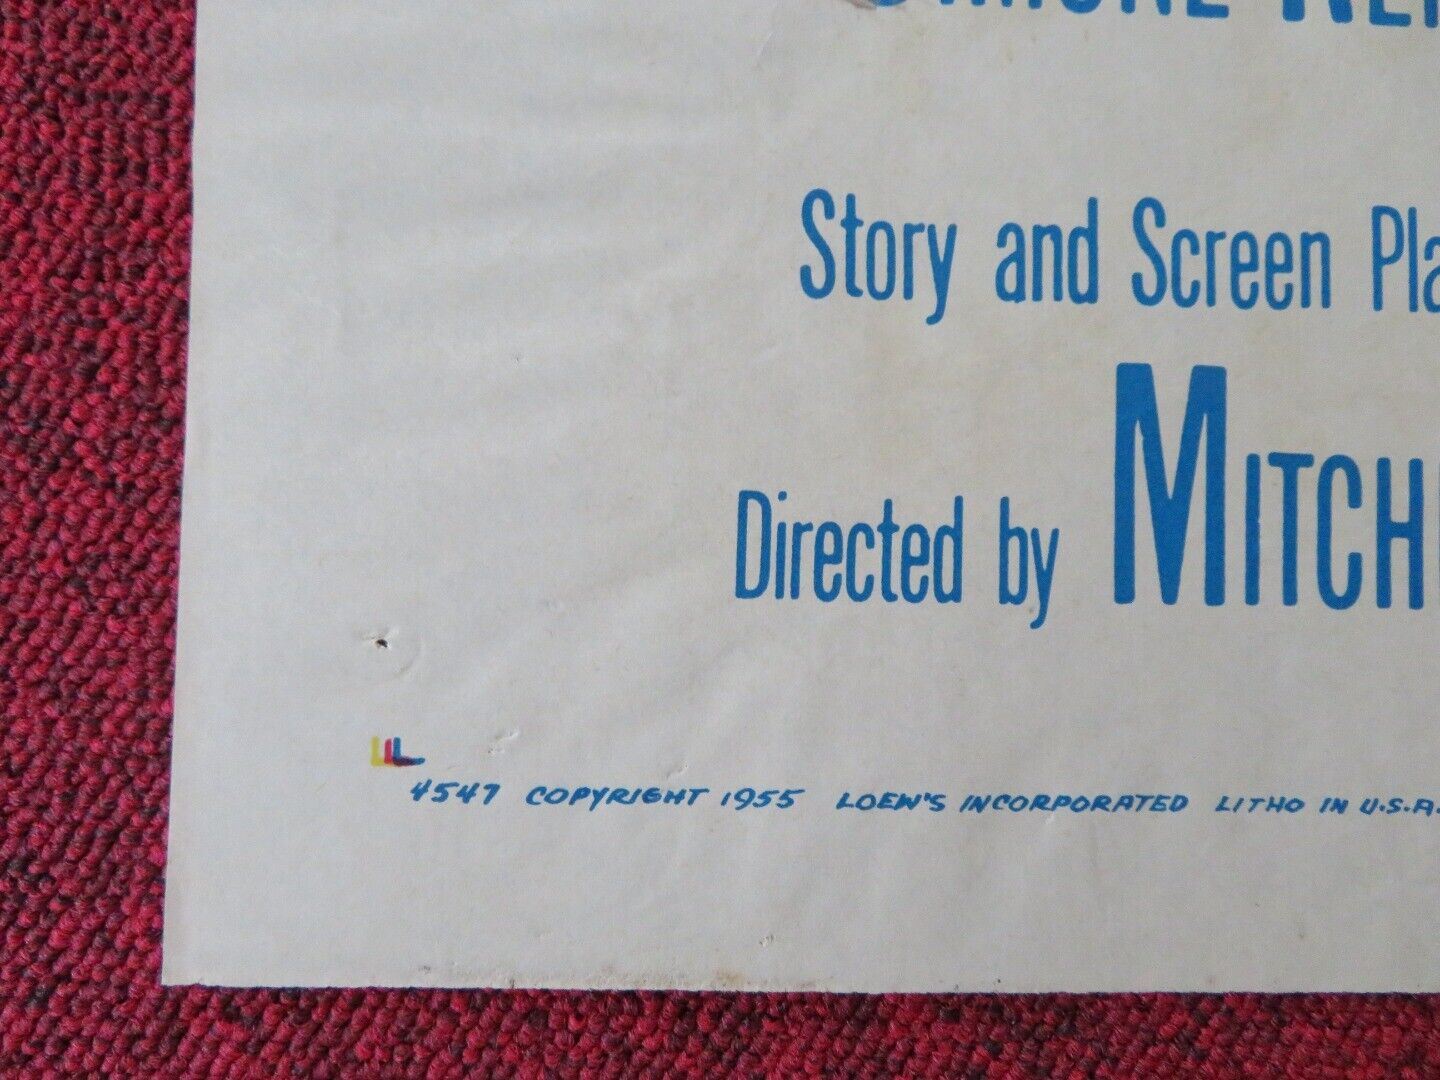 Story and Screen Pla
Directed by MITCH
4547 COPYRIGHT 1955 LOEW'S INCORPORATED LITHO IN U.S.A.